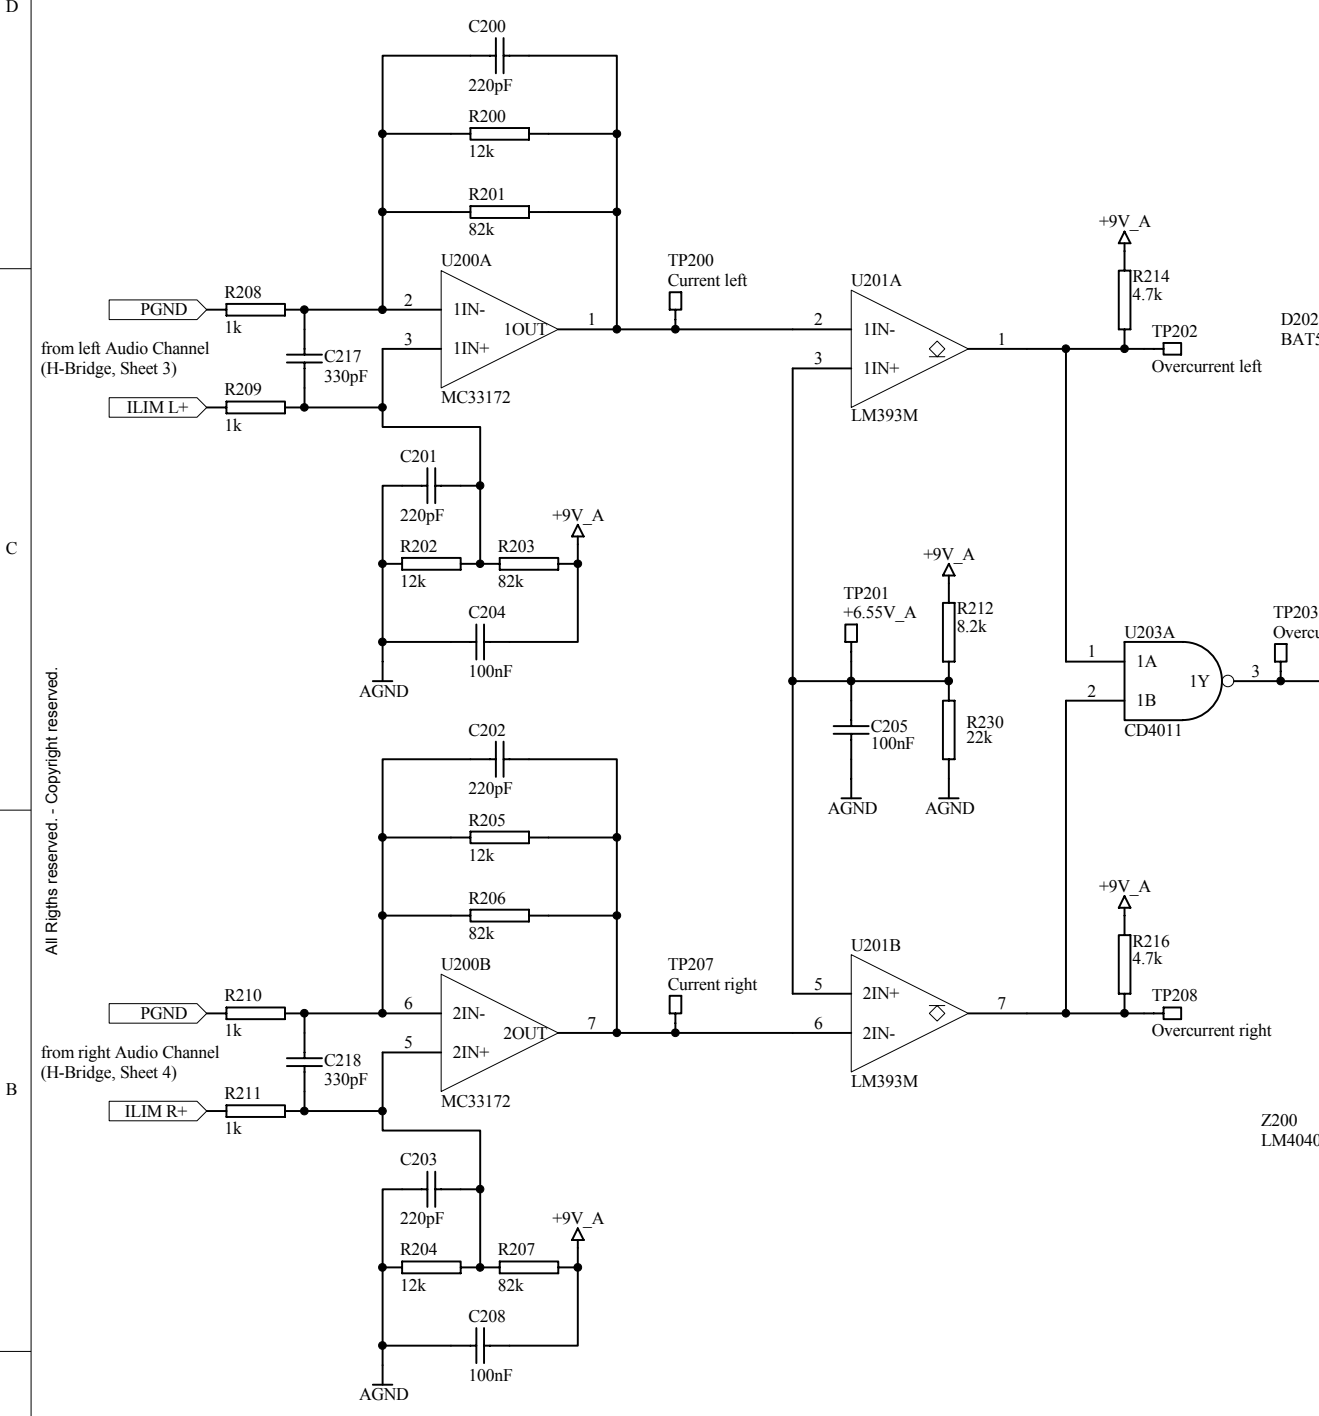 D
C200
220pF
R200
12k
R201
82k
U200A
PGND
R208
1k
2
1IN-
1OUT
1
3
1IN+
MC33172
from left Audio Channel
(H-Bridge, Sheet 3)
C217
330pF
ILIM L+
R209
1k
TP200
Current left
U201A
2
1IN-
3
1IN+
1
LM393M
+9V_A
R214
4.7k
TP202
Overcurrent left
D202
BAT5
C201
220pF
+9V_A
R202
12k
R203
82k
C204
100nF
AGND
C
+9V_A
TP201
+6.55V_A
R212
8.2k
C205
100nF
R230
22k
AGND
AGND
U203A
1
1A
2
1B
1Y
3
CD4011
TP203
Overcu
All Rigths reserved. - Copyright reserved.
C202
220pF
R205
12k
R206
82k
U200B
PGND
R210
1k
6
2IN-
2OUT
7
5
2IN+
MC33172
from right Audio Channel
(H-Bridge, Sheet 4)
C218
330pF
ILIM R+
R211
1k
TP207
Current right
U201B
5
2IN+
6
2IN-
7
LM393M
+9V_A
R216
4.7k
TP208
Overcurrent right
B
Z200
LM4040
C203
220pF
+9V_A
R204
12k
R207
82k
C208
100nF
AGND